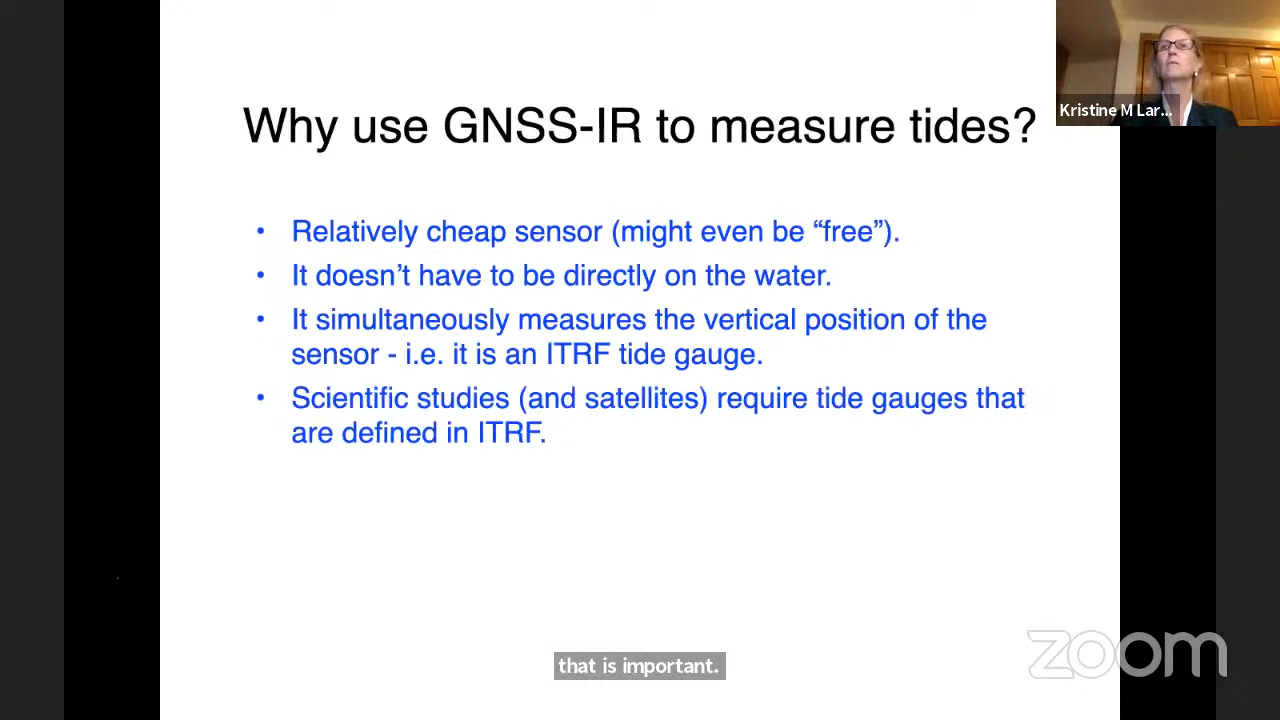 Why use GNSS-IR to measure tides?
Kristine M Lar...
• Relatively cheap sensor (might even be “free”).
• It doesn’t have to be directly on the water.
• It simultaneously measures the vertical position of the
sensor - i.e. it is an ITRF tide gauge.
• Scientific studies (and satellites) require tide gauges that
are defined in ITRF.
that is important.
zoom